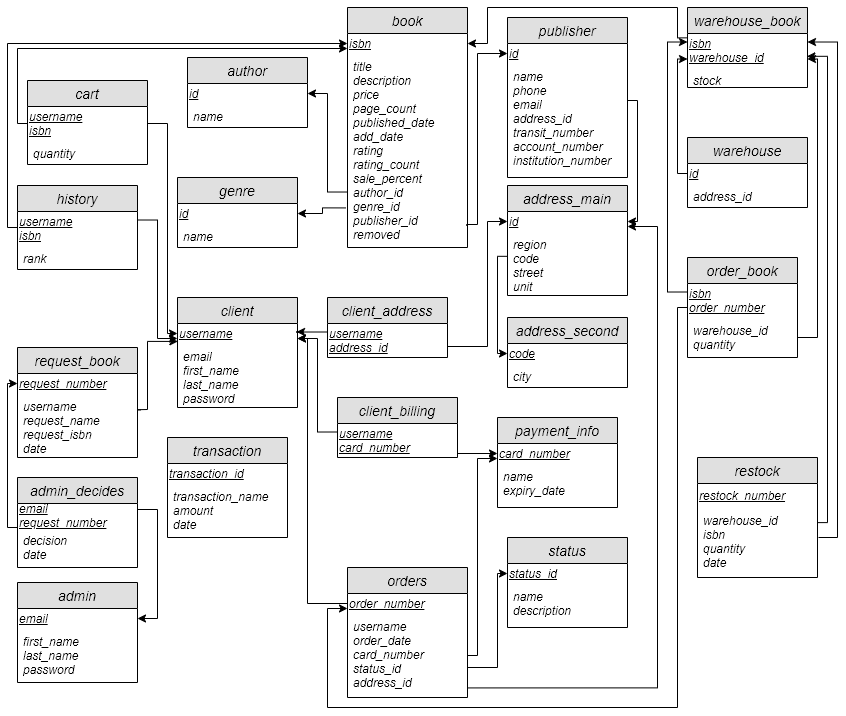 book
isbn
title
description
price
page_count
published_date
add_date
rating
rating_count
sale_percent
author_id
genre_id
publisher_id
removed
publisher
id
name
phone
email
address_id
transit_number
account_number
institution_number
warehouse_book
isbn
warehouse_id
stock
author
id
name
cart
username
isbn
quantity
warehouse
id
address_id
genre
id
name
history
username
isbn
rank
address_main
id
region
code
street
unit
order_book
isbn
order_number
warehouse_id
quantity
client
username
email
first_name
last_name
password
client_address
username
address_id
address_second
code
city
request_book
request_number
username
request_name
request_isbn
date
client_billing
username
card_number
payment_info
card_number
name
expiry_date
transaction
transaction_id
transaction_name
amount
date
restock
restock_number
warehouse_id
isbn
quantity
date
admin_decides
email
request_number
decision
date
status
status_id
name
description
orders
order_number
username
order_date
card_number
status_id
address_id
admin
email
first_name
last_name
password